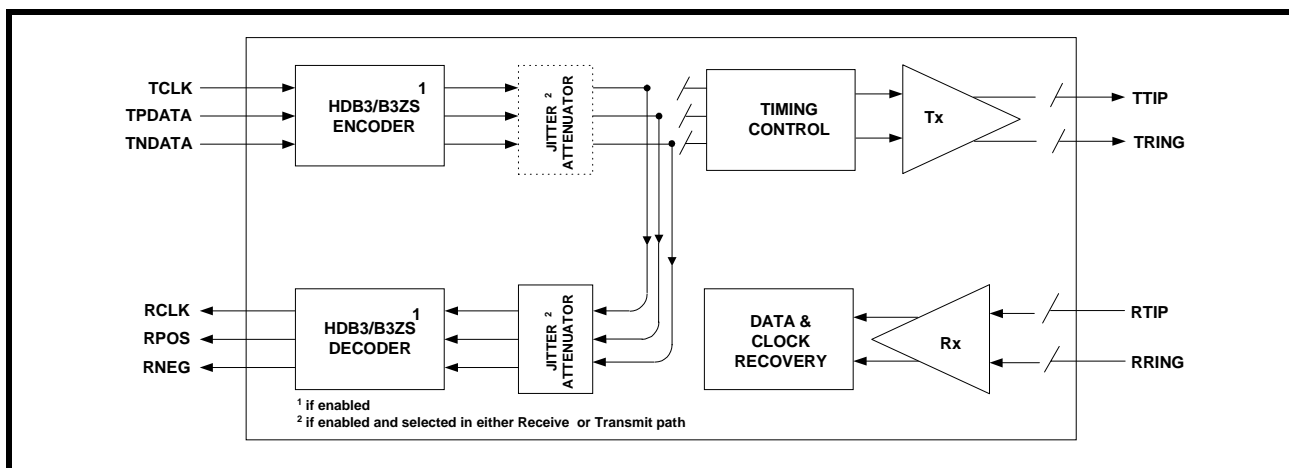 TCLK
TPDATA
TNDATA
HDB3/B3ZS 1
ENCODER
JITTER 2
ATTENUATOR
TIMING
CONTROL
Tx
TTIP
TRING
RCLK
RPOS
RNEG
HDB3/B3ZS 1
DECODER
JITTER 2
ATTENUATOR
DATA &
CLOCK
RECOVERY
Rx
RTIP
RRING
1 if enabled
2 if enabled and selected in either Receive or Transmit path